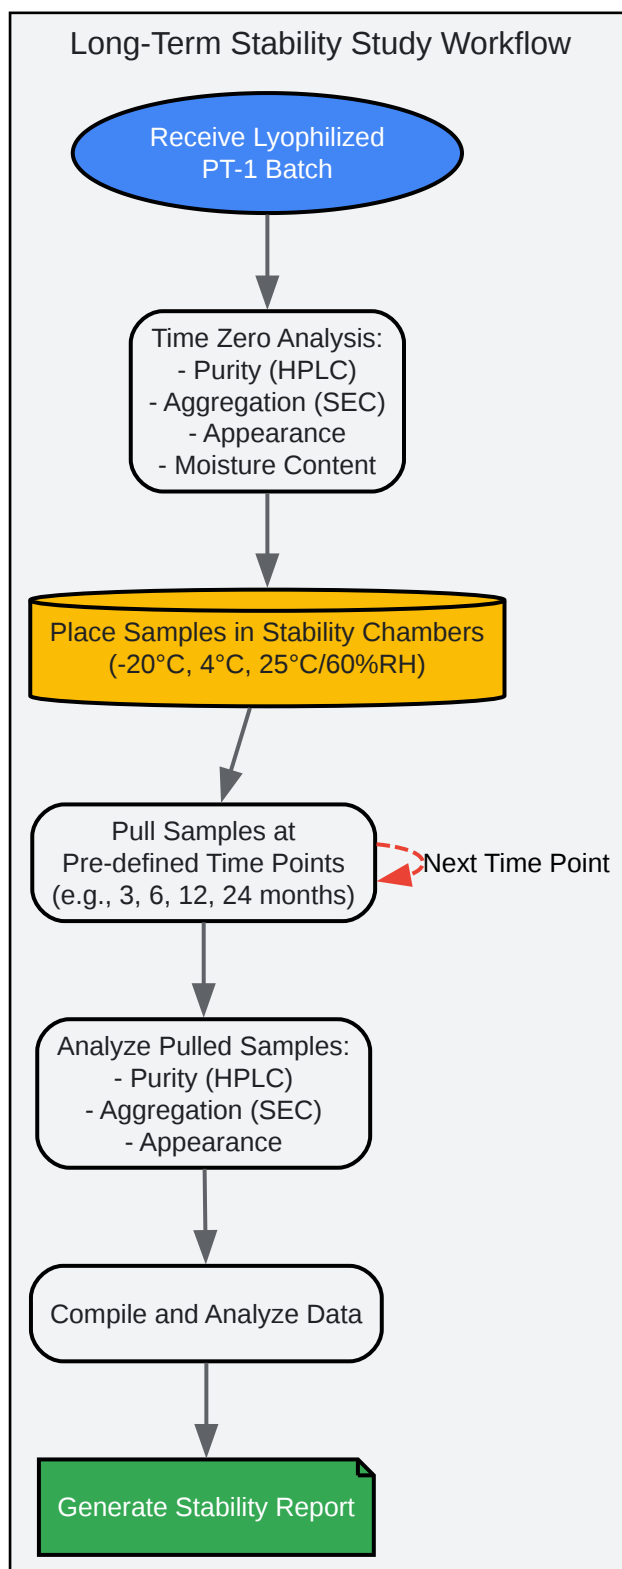 Long-Term Stability Study Workflow
Receive Lyophilized
PT-1 Batch
Time Zero Analysis:
- Purity (HPLC)
- Aggregation (SEC)
- Appearance
- Moisture Content
Place Samples in Stability Chambers
(-20°C, 4°C, 25°C/60%RH)
Pull Samples at
Pre-defined Time Points
(e.g., 3, 6, 12, 24 months)
Next Time Point
Analyze Pulled Samples:
- Purity (HPLC)
- Aggregation (SEC)
- Appearance
Compile and Analyze Data
Generate Stability Report